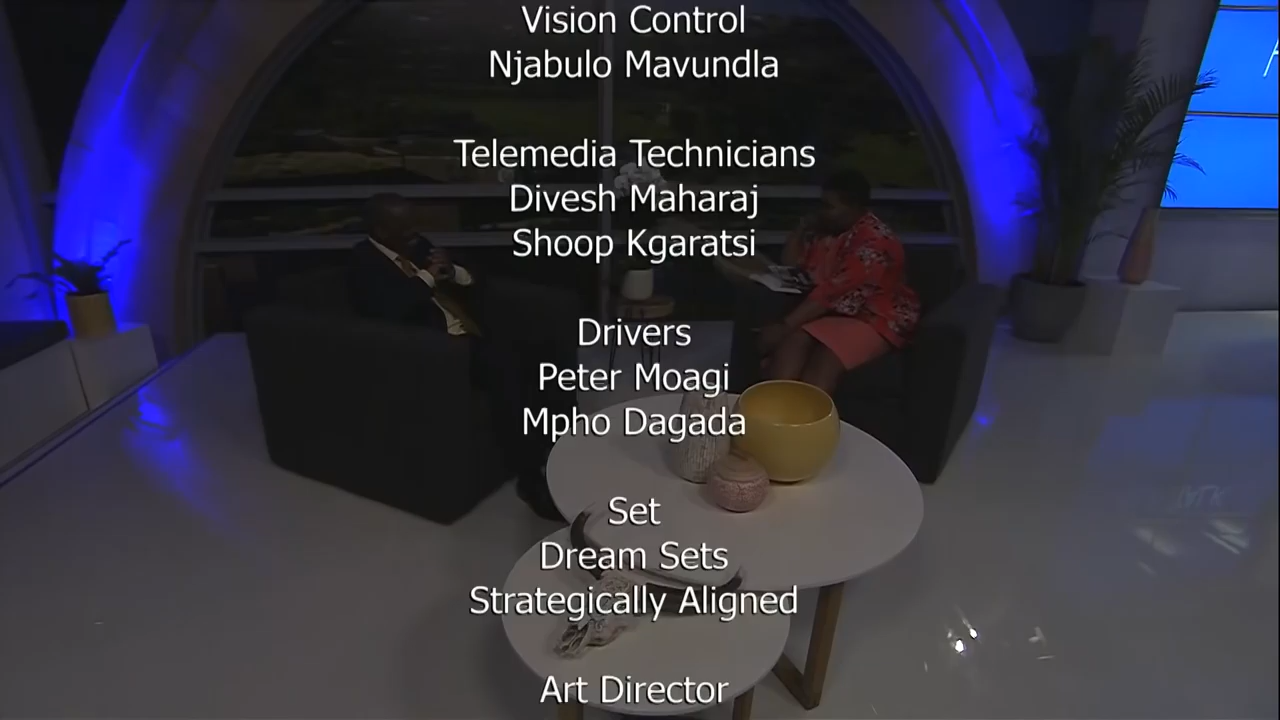 Vision Control
Njabulo Mavundla
Telemedia Technicians
Divesh Maharaj
Shoop Kgaratsi
Drivers
Peter Moagi
Mpho Dagada
Set
Dream Sets
Strategically Aligned
Art Director